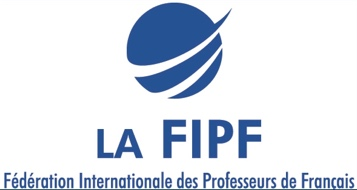 LA FIPF
Fédération Internationale des Professeurs de Français